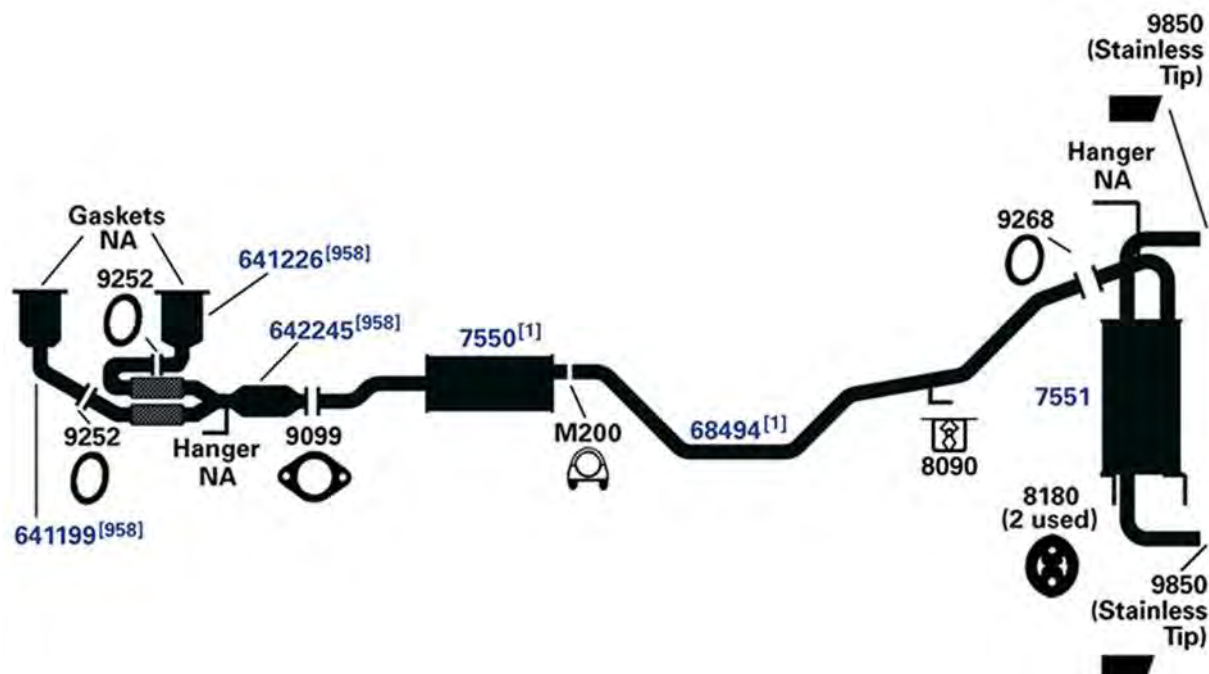 9850
(Stainless
Tip)
Hanger
NA
9268
Gaskets
NA
9252
641226[958]
642245[958]
7550[1]
7551
68494[1]
M200
8090
9252
Hanger
NA
9099
8180
(2 used)
641199[958]
9850
(Stainless
Tip)